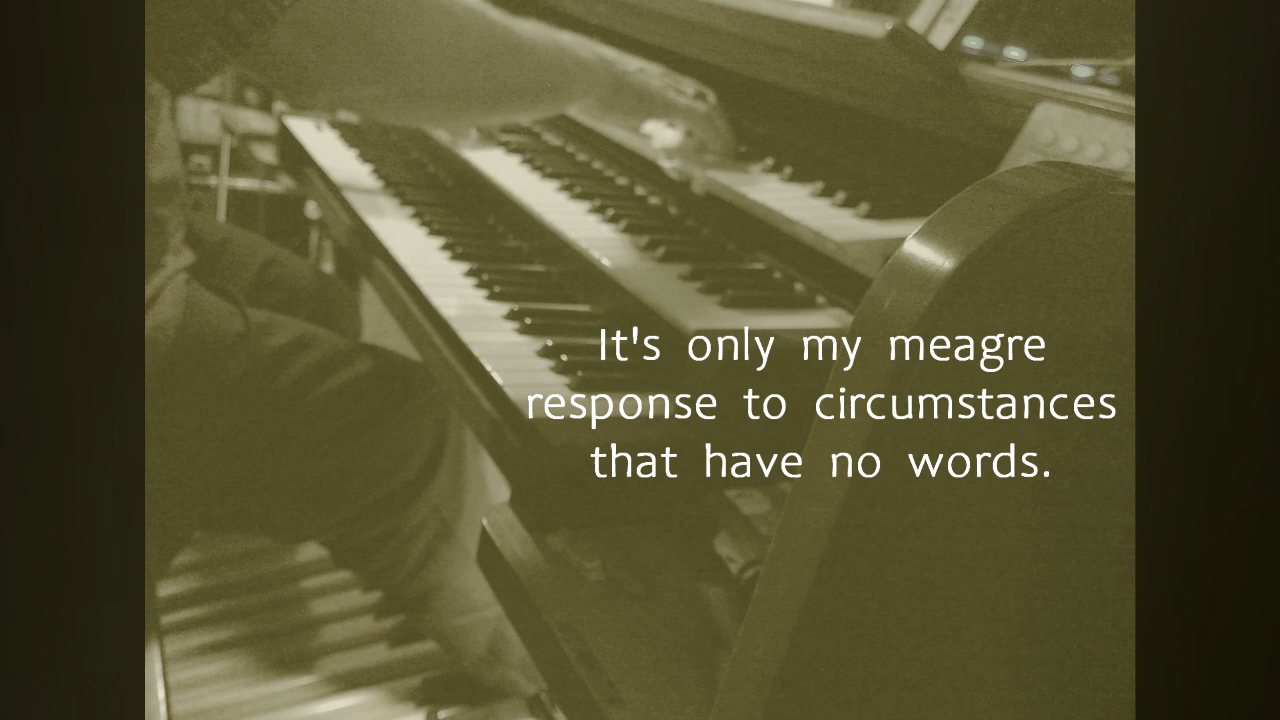 It's only my meagre
response to circumstances
that have no words.